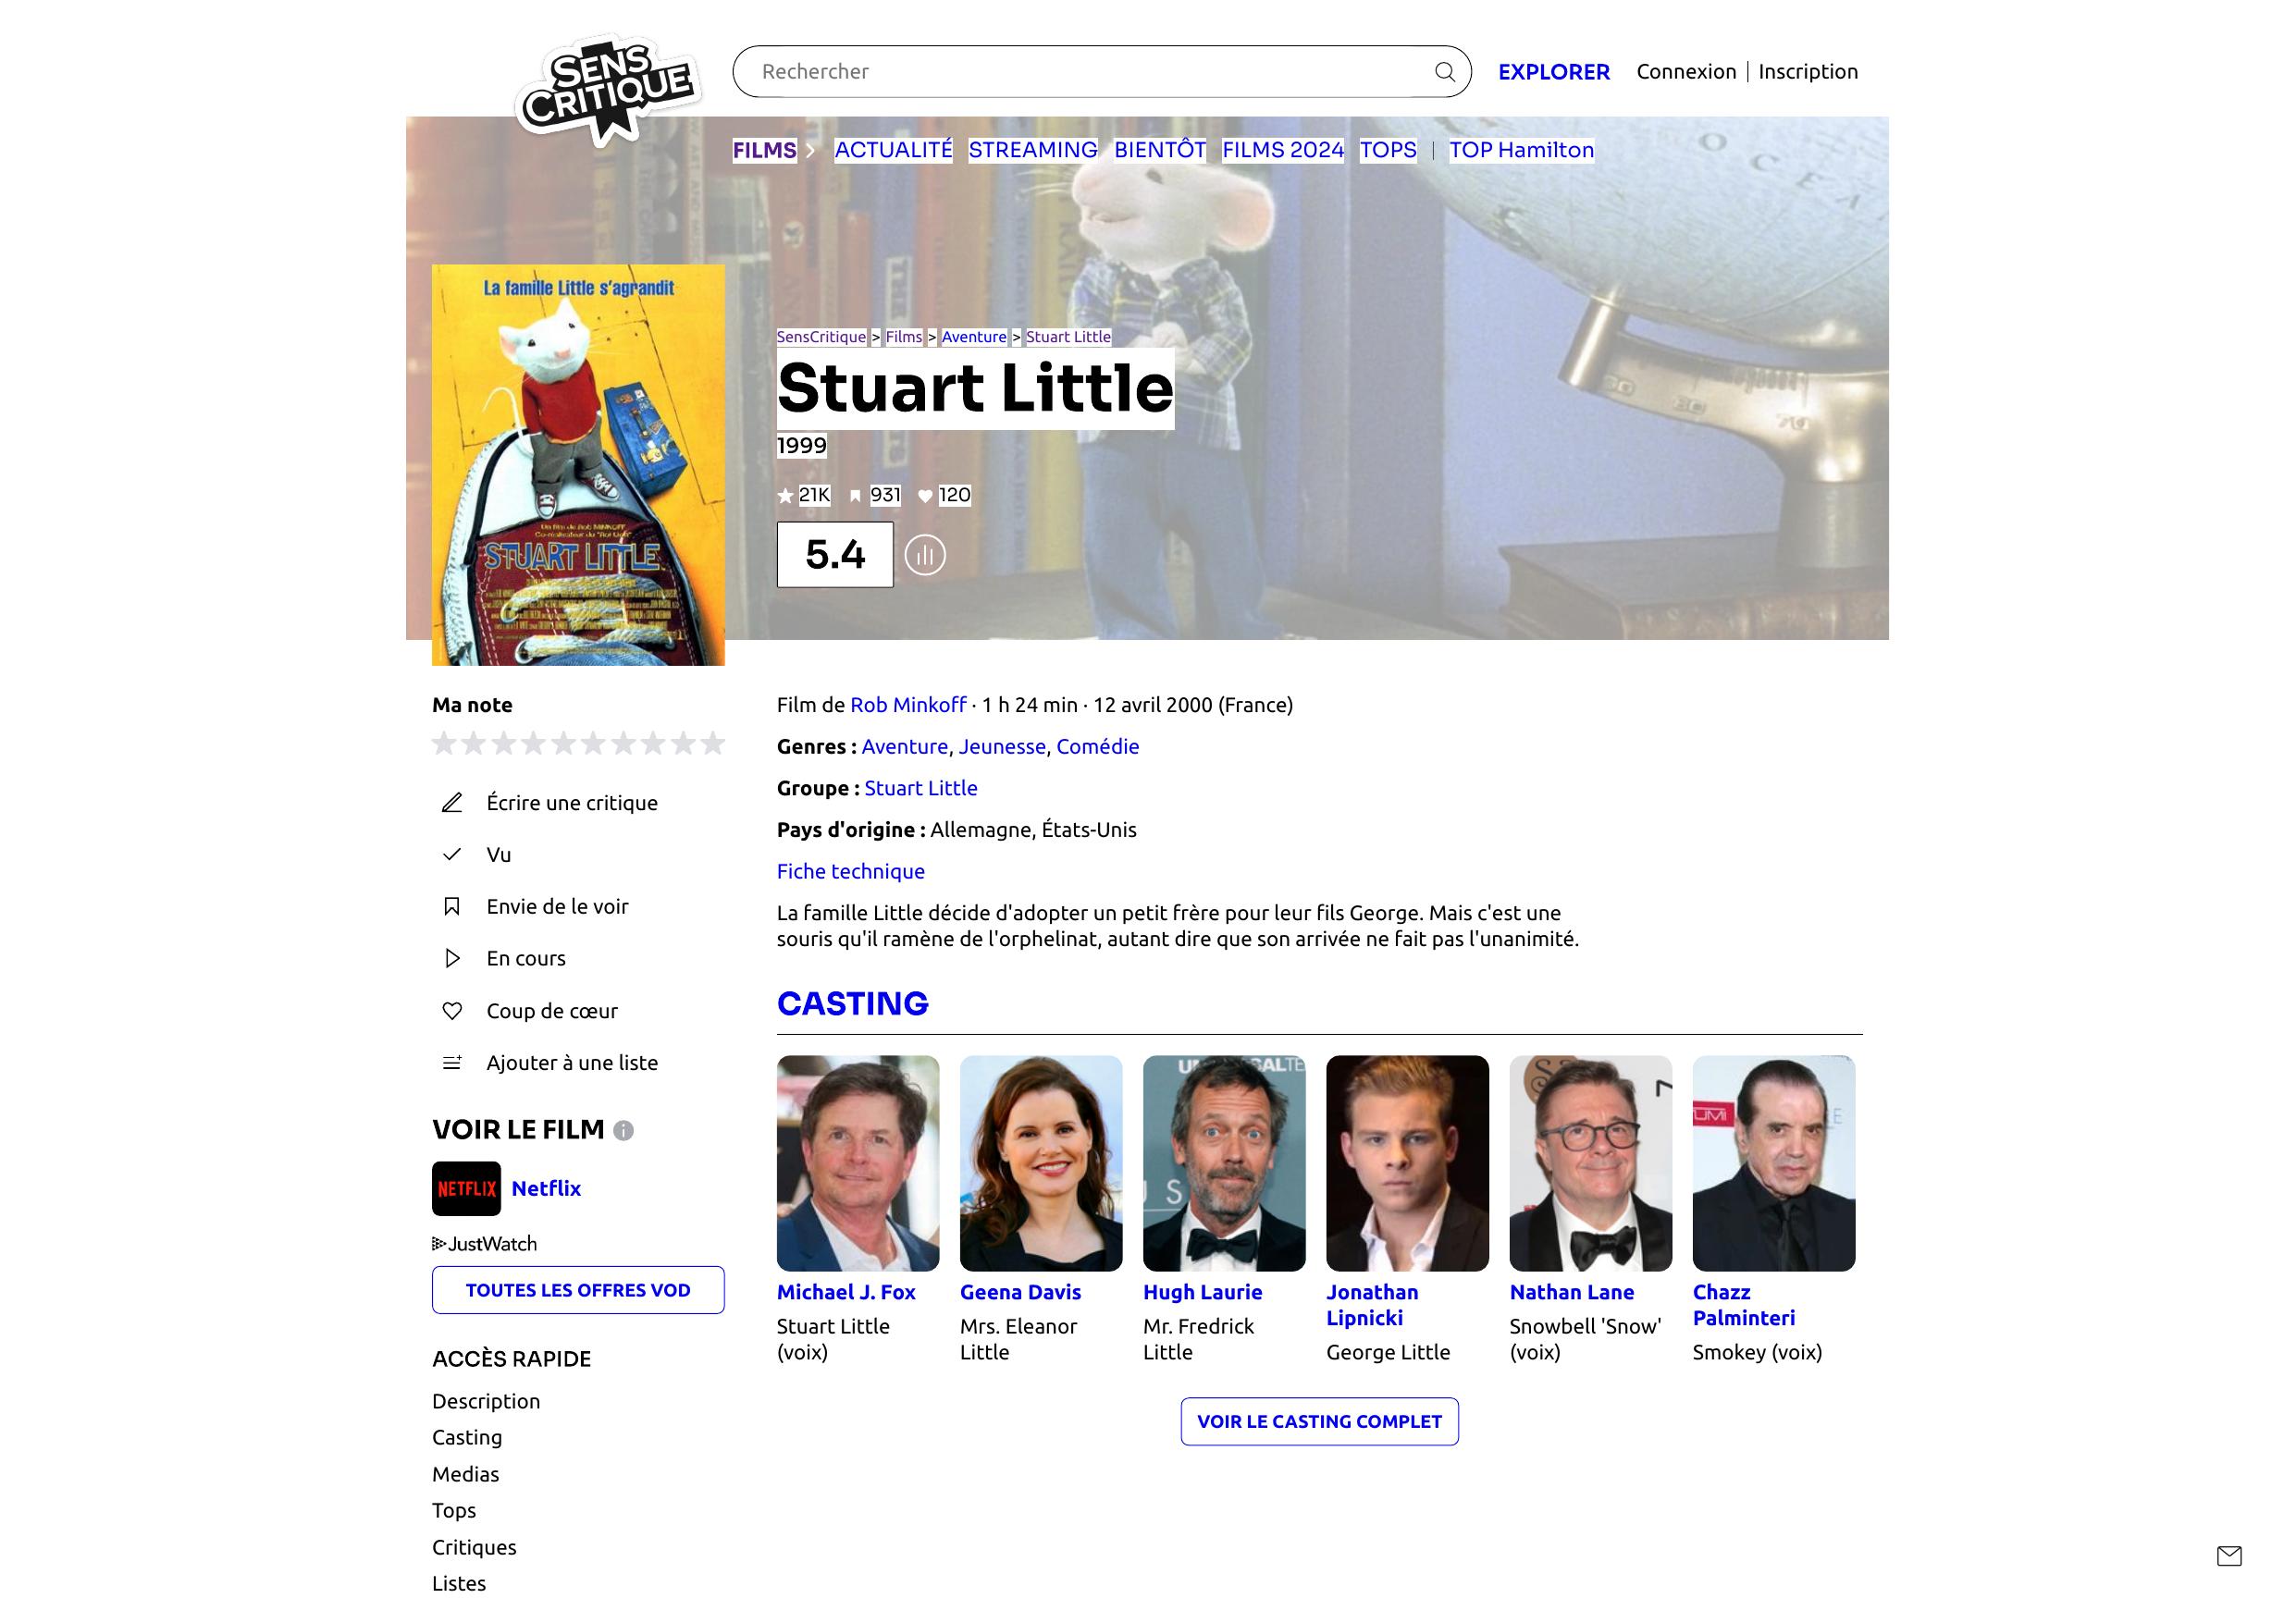 SENS
CRITIQUE
Rechercher
EXPLORER
Connexion | Inscription
FILMS ACTUALITÉ STREAMING BIENTÔT FILMS 2024 TOPS | TOP Hamilton
La famille Little s'agrandit
Un film de Rob MINKOFF
STUART LITTLE
SensCritique > Films > Aventure > Stuart Little
Stuart Little
1999
21K 931 120
5.4
Ma note
Écrire une critique
Vu
Envie de le voir
En cours
Coup de cœur
Ajouter à une liste
VOIR LE FILM
NETFLIX Netflix
JustWatch
TOUTES LES OFFRES VOD
ACCÈS RAPIDE
Description
Casting
Medias
Tops
Critiques
Listes
Film de Rob Minkoff · 1 h 24 min · 12 avril 2000 (France)
Genres : Aventure, Jeunesse, Comédie
Groupe : Stuart Little
Pays d'origine : Allemagne, États-Unis
Fiche technique
La famille Little décide d'adopter un petit frère pour leur fils George. Mais c'est une
souris qu'il ramène de l'orphelinat, autant dire que son arrivée ne fait pas l'unanimité.
CASTING
Michael J. Fox
Stuart Little
(voix)
Geena Davis
Mrs. Eleanor
Little
Hugh Laurie
Mr. Fredrick
Little
Jonathan
Lipnicki
George Little
Nathan Lane
Snowbell 'Snow'
(voix)
Chazz
Palminteri
Smokey (voix)
VOIR LE CASTING COMPLET